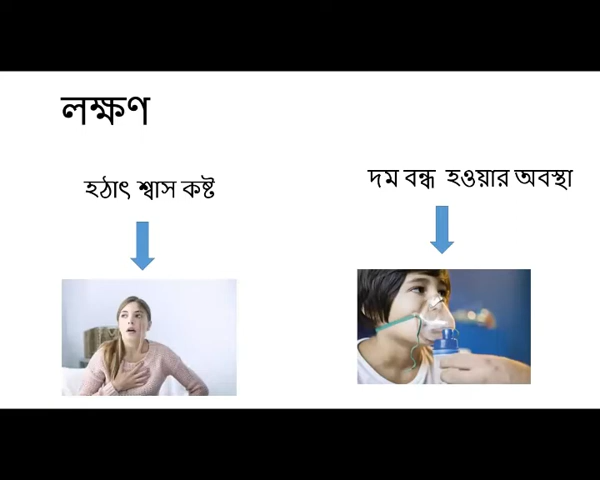 লক্ষণ
হঠাৎ শ্বাস কষ্ট
দম বন্ধ হওয়ার অবস্থা